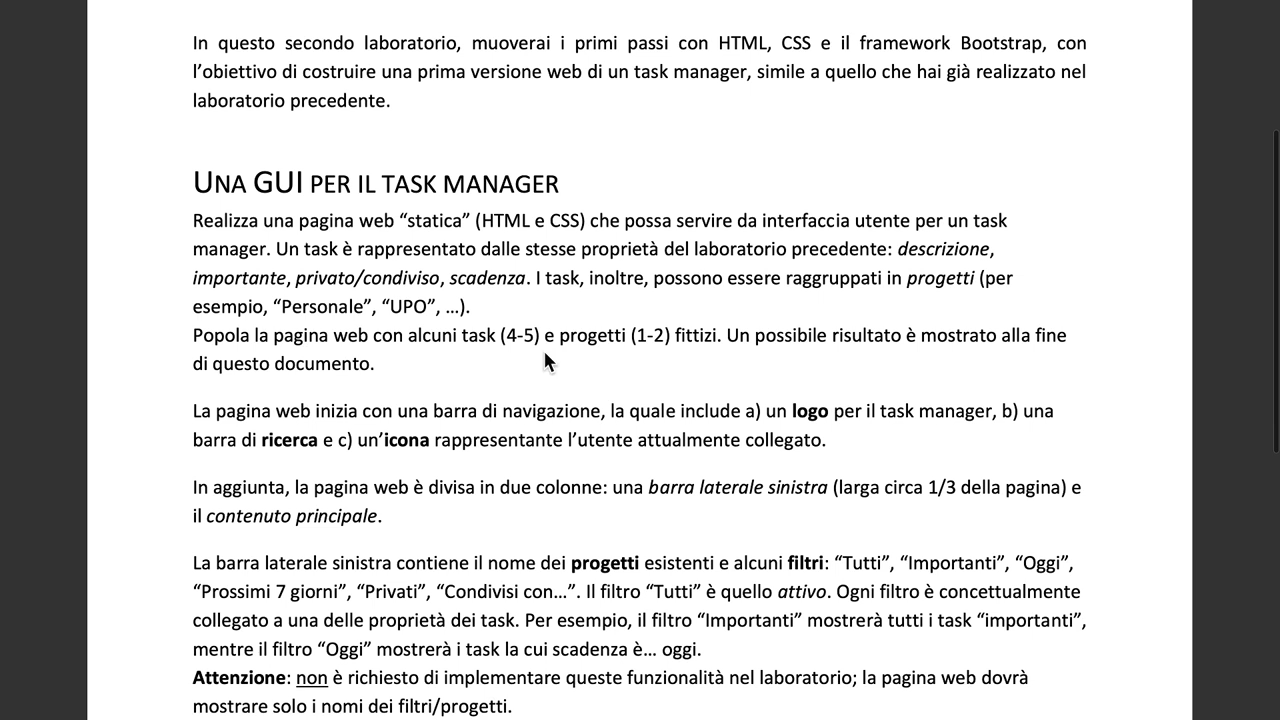 In questo secondo laboratorio, muoverai i primi passi con HTML, CSS e il framework Bootstrap, con
l’obiettivo di costruire una prima versione web di un task manager, simile a quello che hai già realizzato nel
laboratorio precedente.
UNA GUI PER IL TASK MANAGER
Realizza una pagina web “statica” (HTML e CSS) che possa servire da interfaccia utente per un task
manager. Un task è rappresentato dalle stesse proprietà del laboratorio precedente: descrizione,
importante, privato/condiviso, scadenza. I task, inoltre, possono essere raggruppati in progetti (per
esempio, “Personale”, “UPO”, …).
Popola la pagina web con alcuni task (4-5) e progetti (1-2) fittizi. Un possibile risultato è mostrato alla fine
di questo documento.
La pagina web inizia con una barra di navigazione, la quale include a) un logo per il task manager, b) una
barra di ricerca e c) un’icona rappresentante l’utente attualmente collegato.
In aggiunta, la pagina web è divisa in due colonne: una barra laterale sinistra (larga circa 1/3 della pagina) e
il contenuto principale.
La barra laterale sinistra contiene il nome dei progetti esistenti e alcuni filtri: “Tutti”, “Importanti”, “Oggi”,
“Prossimi 7 giorni”, “Privati”, “Condivisi con…”. Il filtro “Tutti” è quello attivo. Ogni filtro è concettualmente
collegato a una delle proprietà dei task. Per esempio, il filtro “Importanti” mostrerà tutti i task “importanti”,
mentre il filtro “Oggi” mostrerà i task la cui scadenza è… oggi.
Attenzione: non è richiesto di implementare queste funzionalità nel laboratorio; la pagina web dovrà
mostrare solo i nomi dei filtri/progetti.